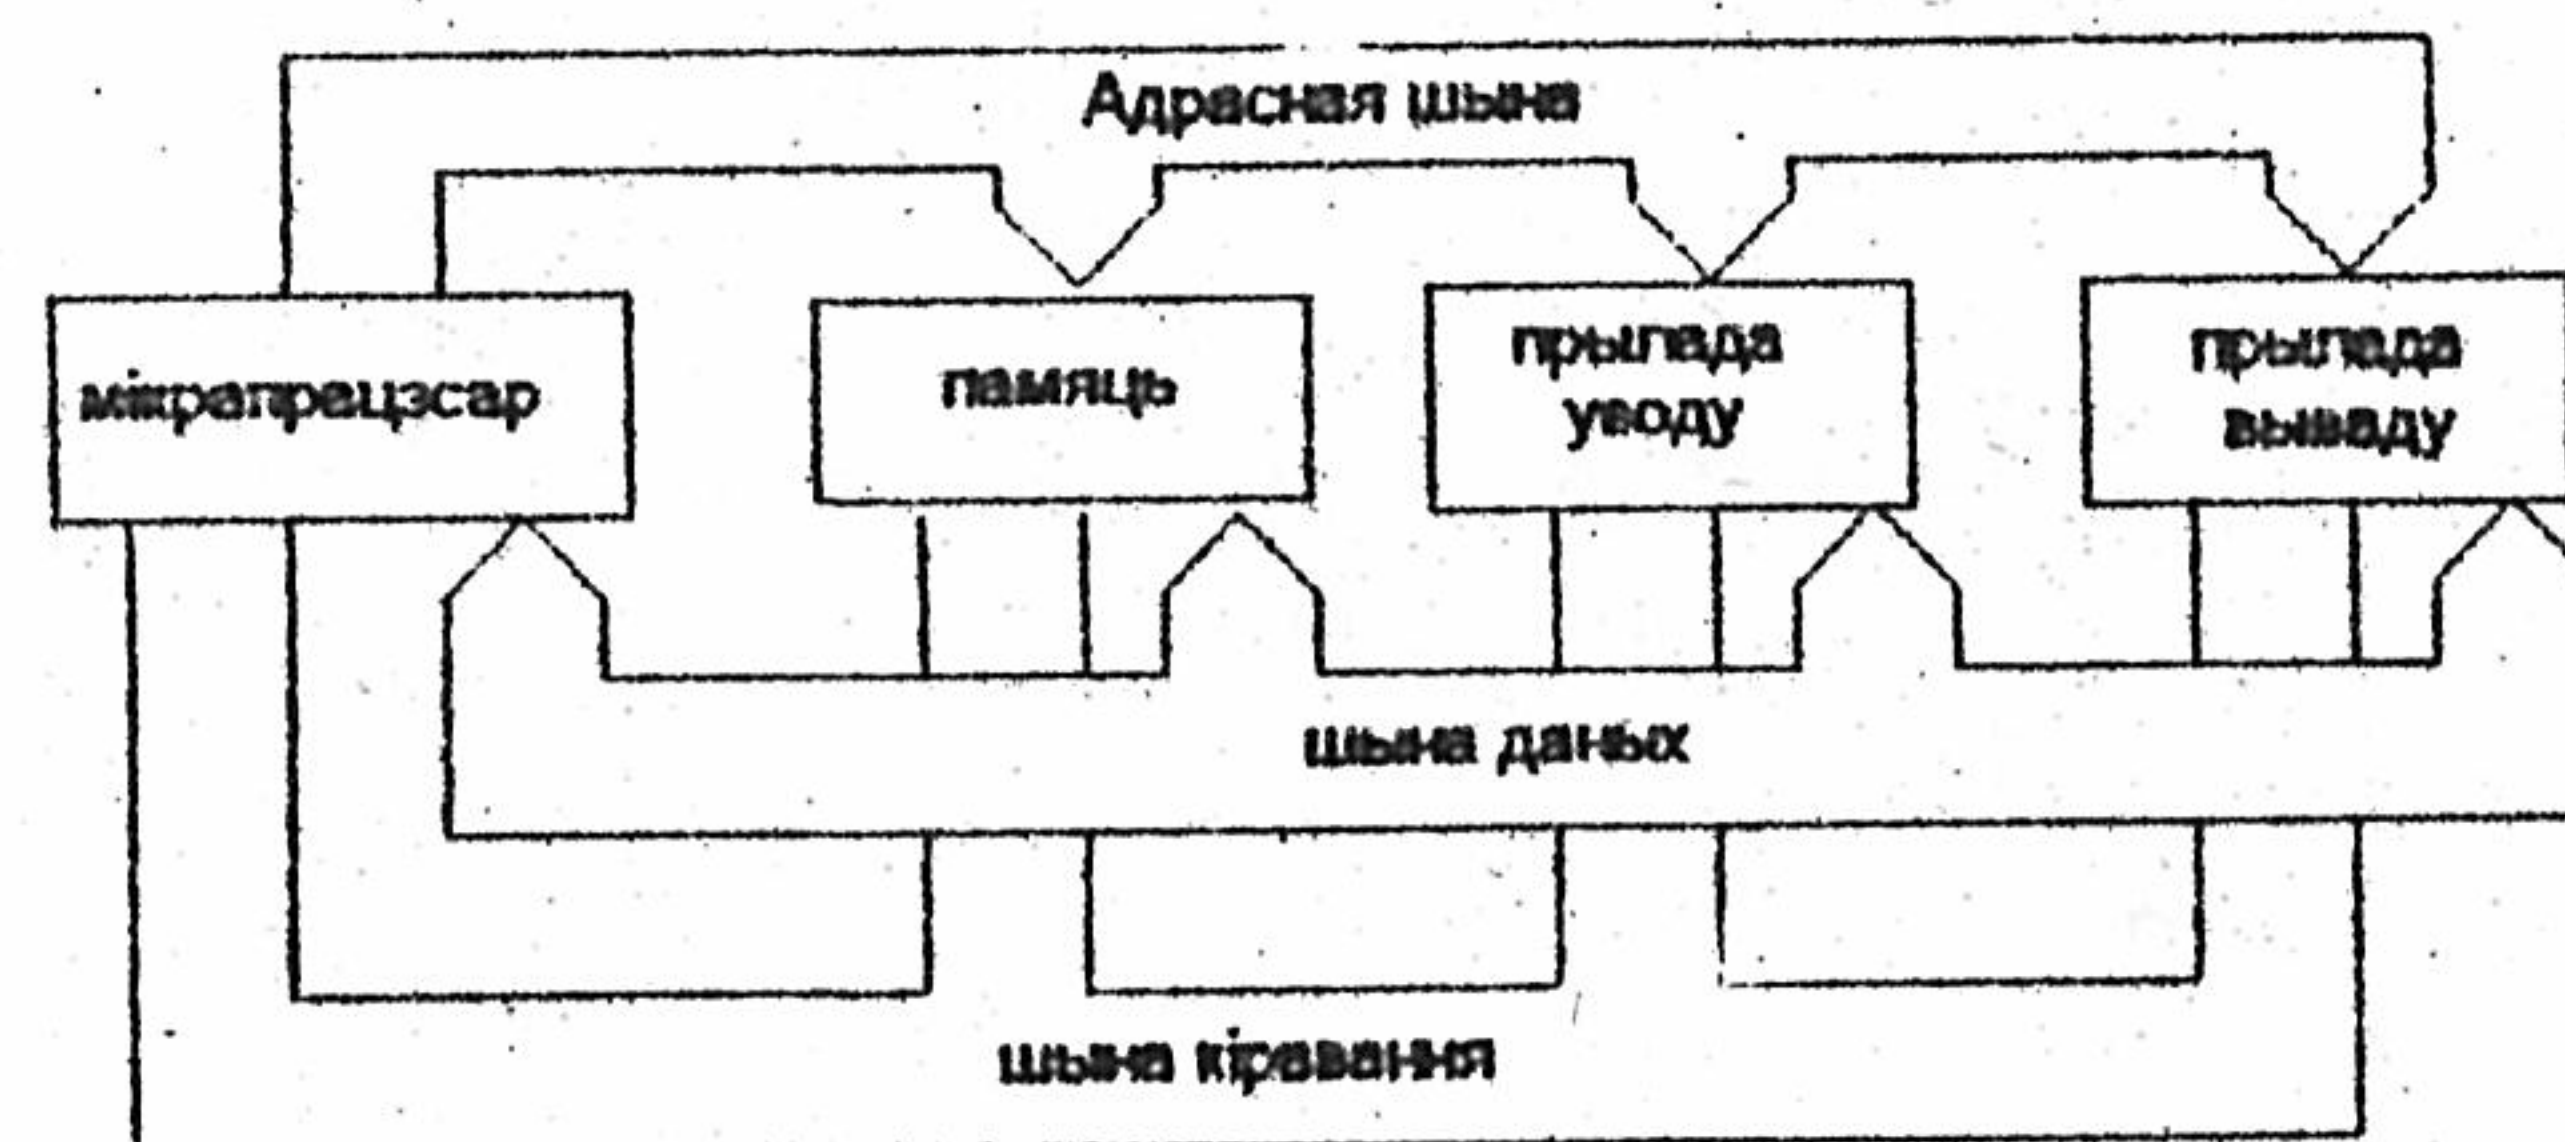 Адрасная шына
мікрапрацэсар
памяць
прылада
уводу
прылада
вываду
шына даных
шына кіравання